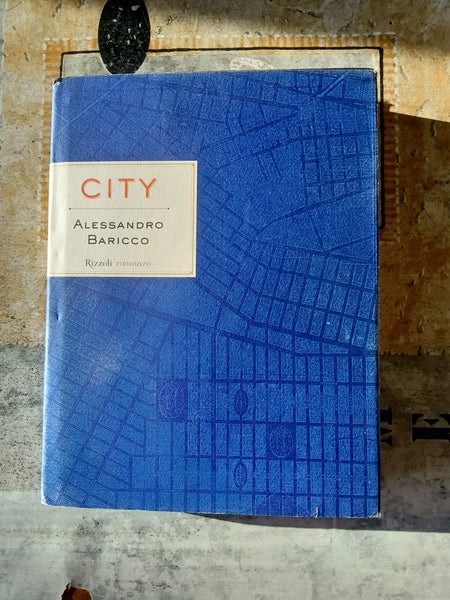 CITY
ALESSANDRO
BARICCO
Rizzoli romanzo
E